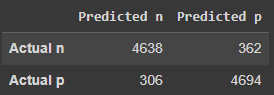 Predicted n Predicted p
Actual n 4638 362
Actual p 306 4694